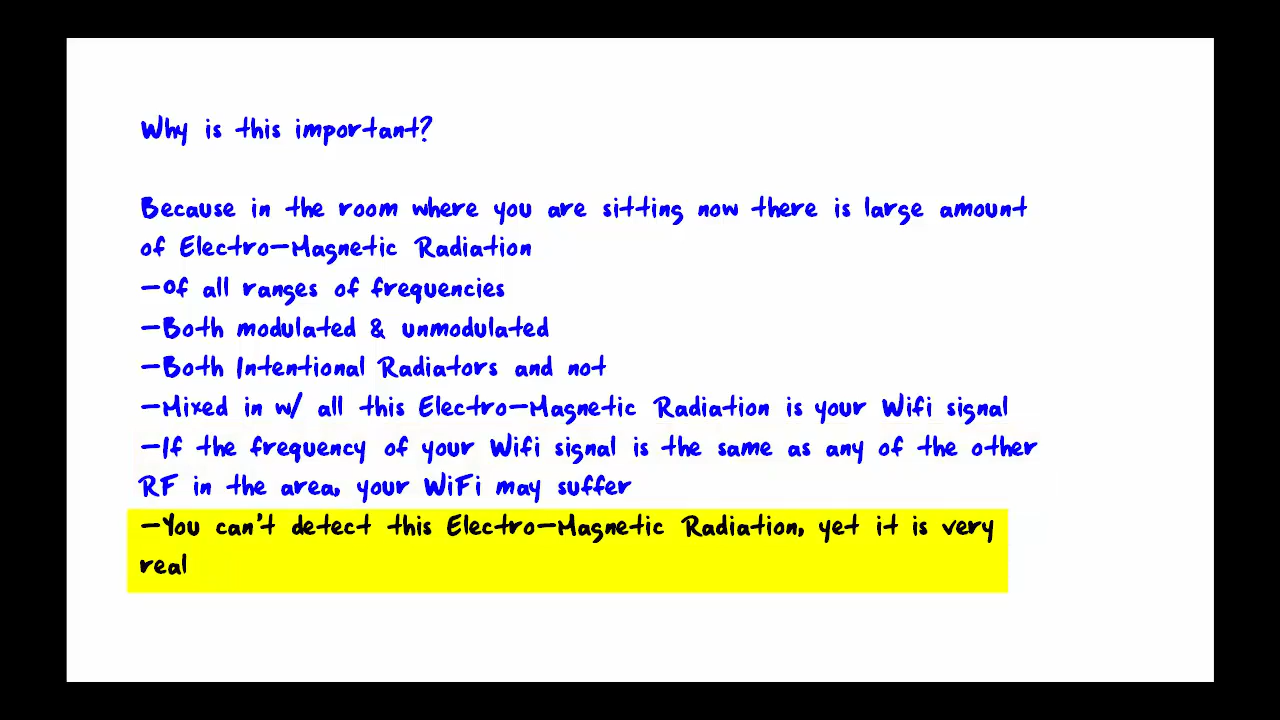 Why is this important?
Because in the room where you are sitting now there is large amount
of Electro-Magnetic Radiation
-Of all ranges of frequencies
-Both modulated & unmodulated
-Both Intentional Radiators and not
-Mixed in w/ all this Electro-Magnetic Radiation is your Wifi signal
-If the frequency of your Wifi signal is the same as any of the other
RF in the area, your WiFi may suffer
-You can't detect this Electro-Magnetic Radiation, yet it is very
real